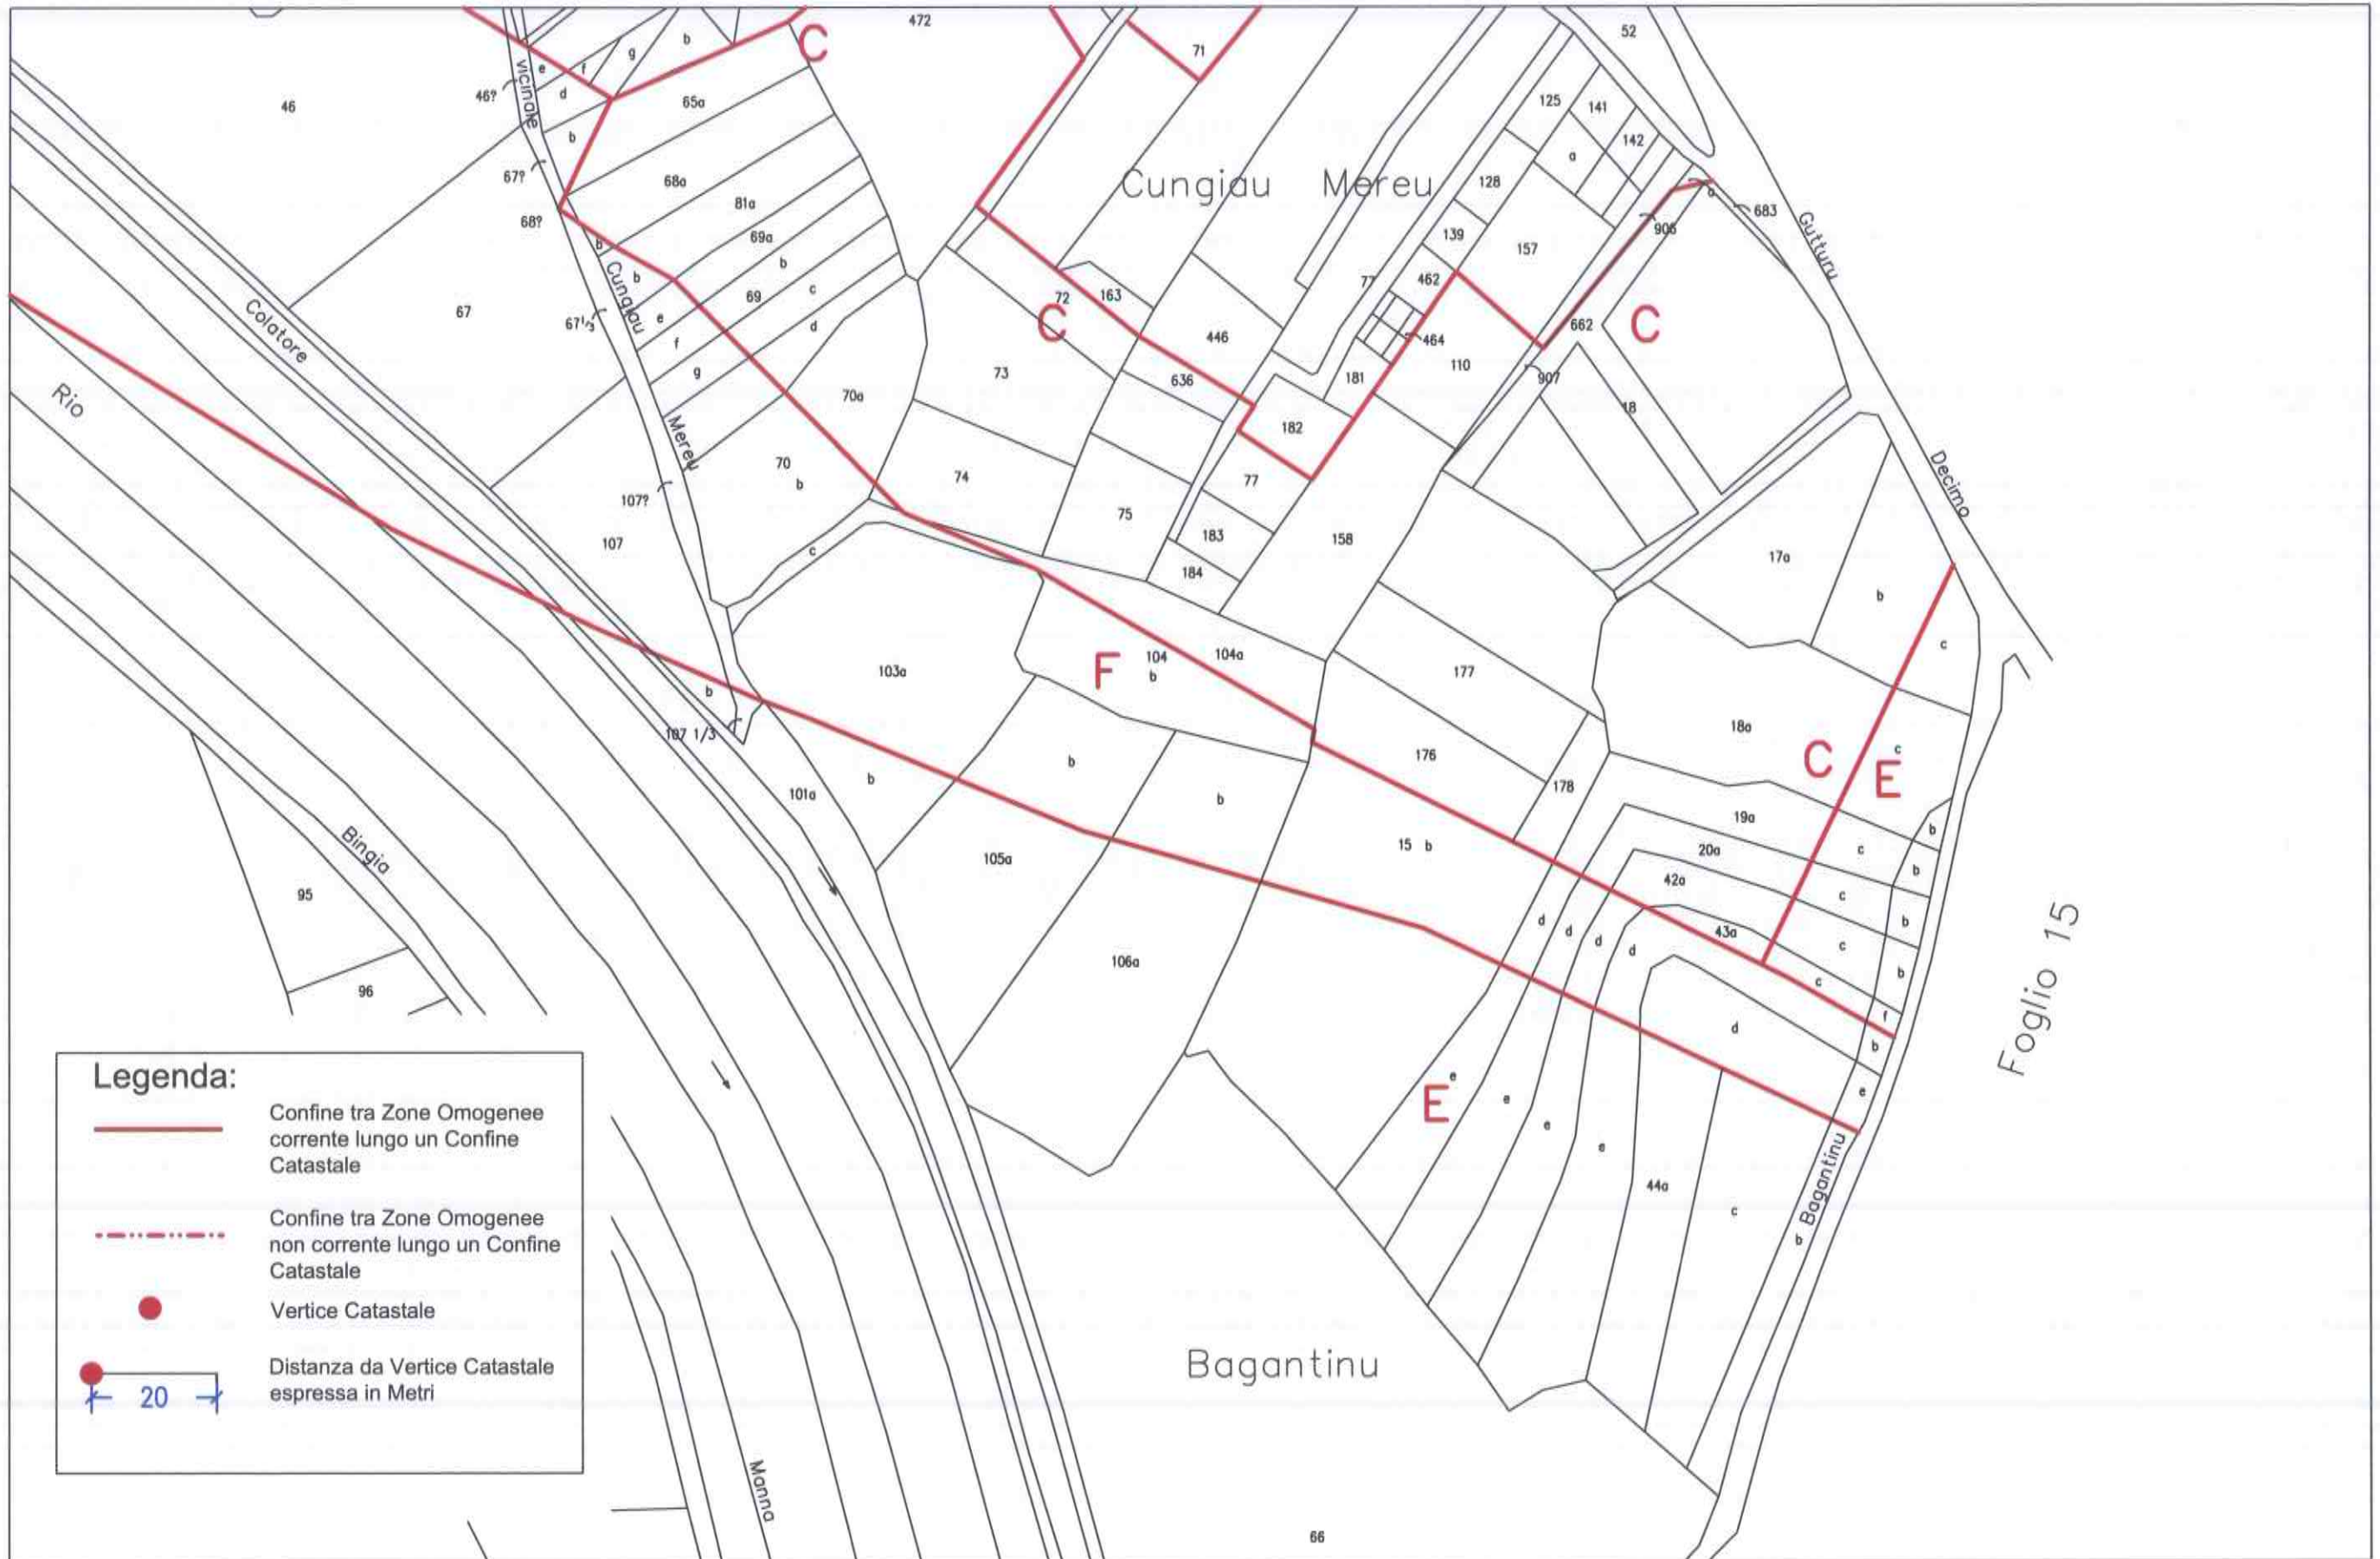 472
C
71
52
b
g
f
e
vicinale
d
46?
46
65a
b
125
141
142
a
67?
68a
128
Cungiau Mereu
81a
a
683
68?
906
69a
139
157
Gutturu
b
b
b
462
77
69
c
72
163
e
d
C
C
67
67 1/3
Cungiau
662
Colatore
f
446
464
110
g
73
636
181
907
Rio
70a
18
182
Mereu
70
b
74
77
Decimo
107?
75
183
158
107
c
184
17a
b
104
b
104a
c
103a
F
177
b
18a
107 1/3
176
C
c
E
b
b
101a
b
178
19a
b
15 b
20a
c
Bingia
105a
42a
b
95
c
d
d
d
d
43a
b
c
106a
b
Foglio 15
96
c
f
d
b
e
e
E
e
e
e
44a
c
Bagantinu
b
Bagantinu
Manna
66
Legenda:
Confine tra Zone Omogenee
corrente lungo un Confine
Catastale
Confine tra Zone Omogenee
non corrente lungo un Confine
Catastale
Vertice Catastale
Distanza da Vertice Catastale
espressa in Metri
20